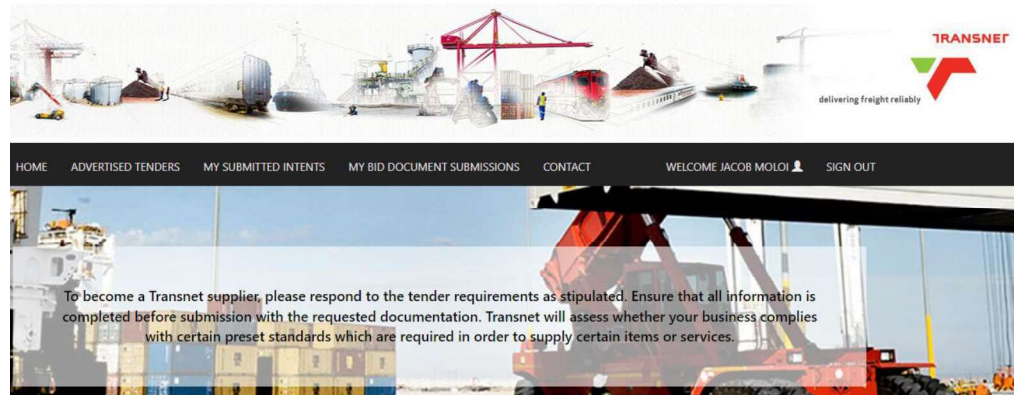 TRANSNET
delivering freight reliably
HOME ADVERTISED TENDERS MY SUBMITTED INTENTS MY BID DOCUMENT SUBMISSIONS CONTACT WELCOME JACOB MOLOI SIGN OUT
To become a Transnet supplier, please respond to the tender requirements as stipulated. Ensure that all information is
completed before submission with the requested documentation. Transnet will assess whether your business complies
with certain preset standards which are required in order to supply certain items or services.